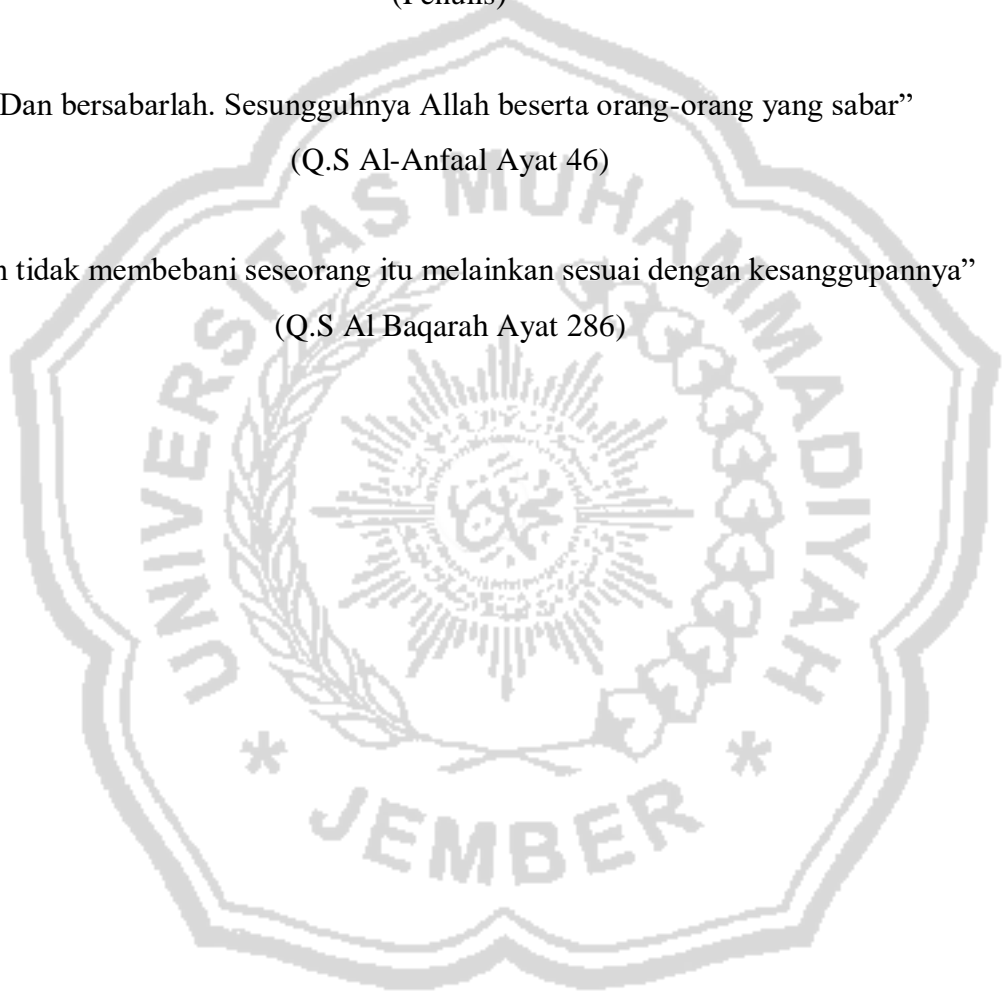 (Penulis)
Dan bersabarlah. Sesungguhnya Allah beserta orang-orang yang sabar”
(Q.S Al-Anfaal Ayat 46)
tidak membebani seseorang itu melainkan sesuai dengan kesanggupannya”
(Q.S Al Baqarah Ayat 286)
UNIVERSITAS MUHAMMADIYAH
* JEMBER *